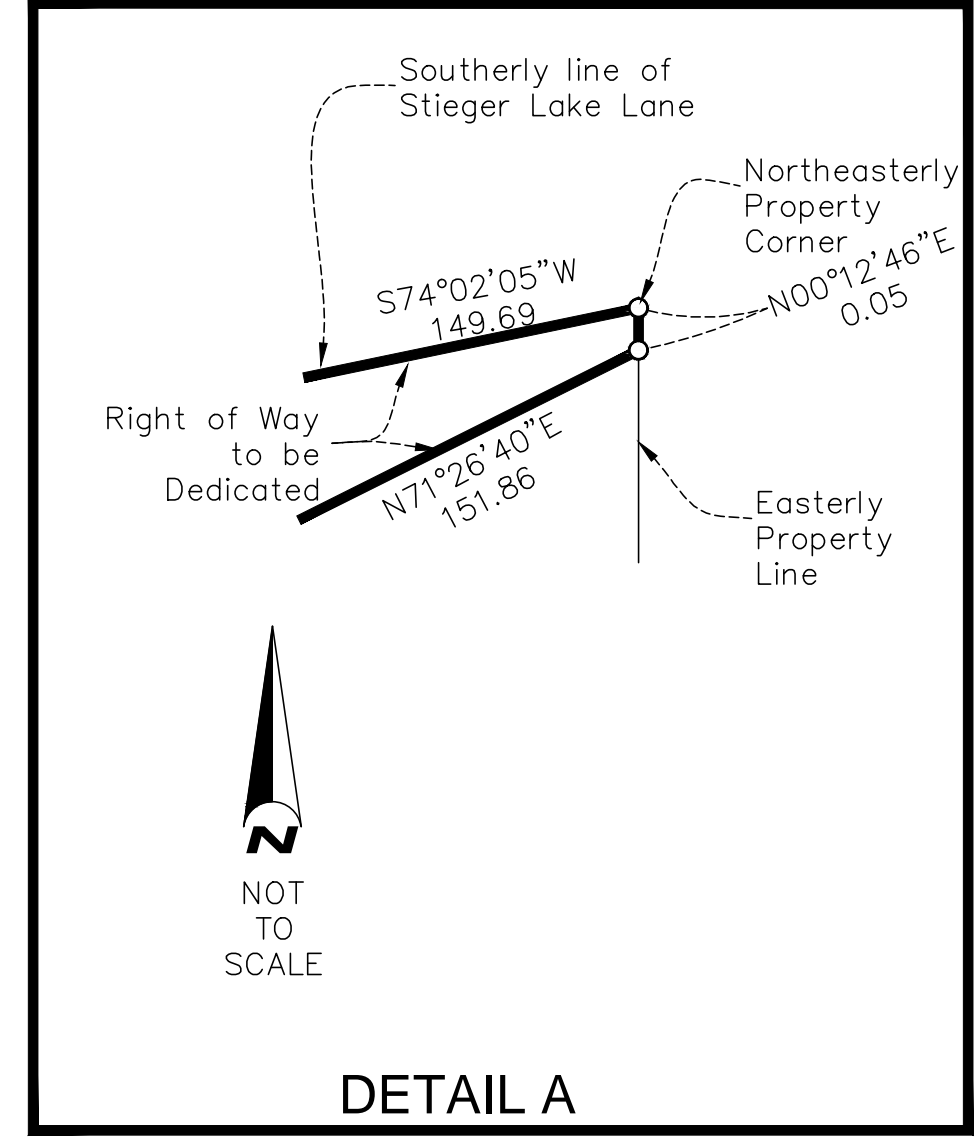 Southerly line of
Stieger Lake Lane
Northeasterly
Property
Corner
N00°12'46"E
0.05
S74°02'05"W
149.69
Right of Way
to be
Dedicated
N71°26'40"E
151.86
Easterly
Property
Line
N
NOT
TO
SCALE
DETAIL A